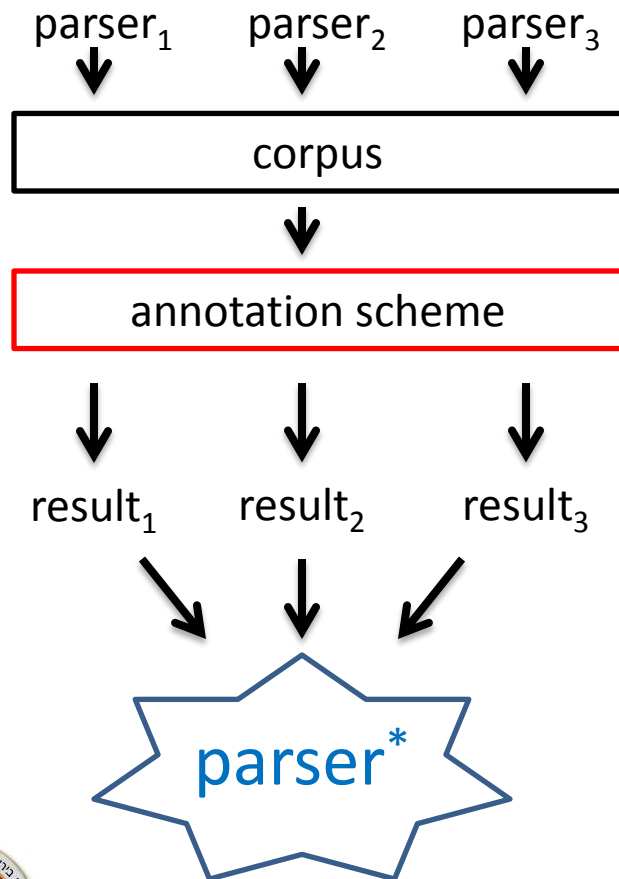 parser₁ parser₂ parser₃
corpus
annotation scheme
result₁ result₂ result₃
parser*